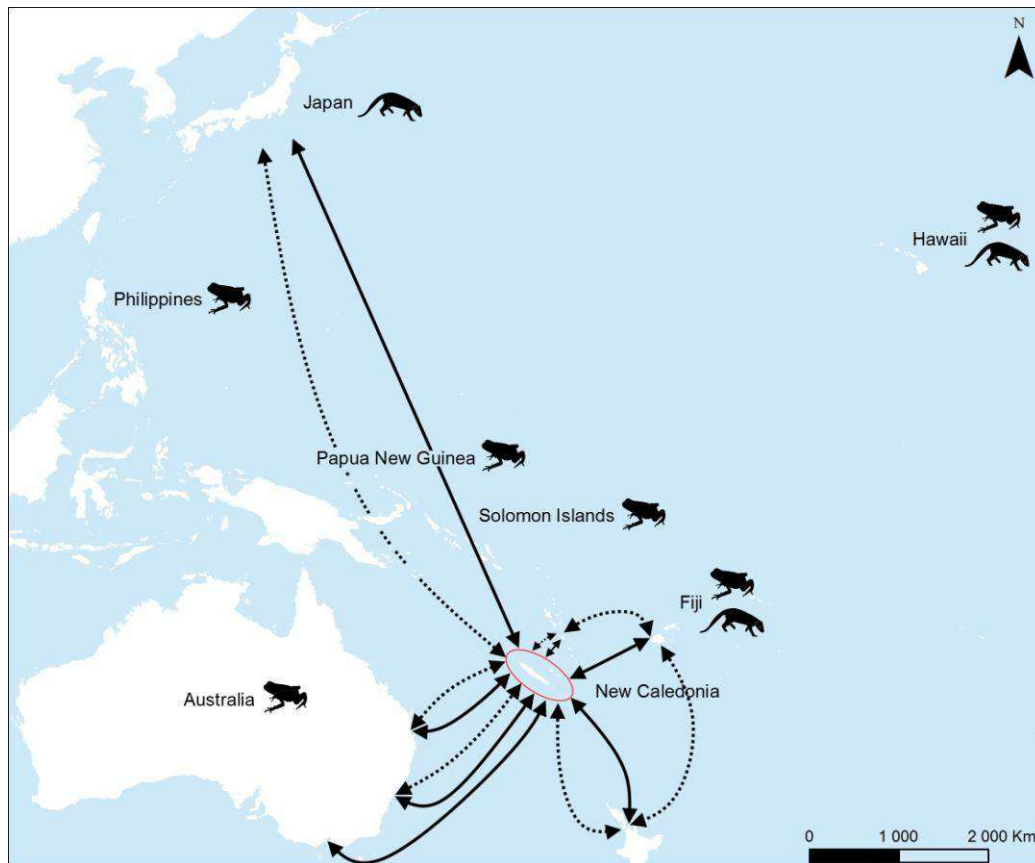 N
Japan
Hawaii
Philippines
Papua New Guinea
Solomon Islands
Fiji
Australia
New Caledonia
0 1 000 2 000 Km